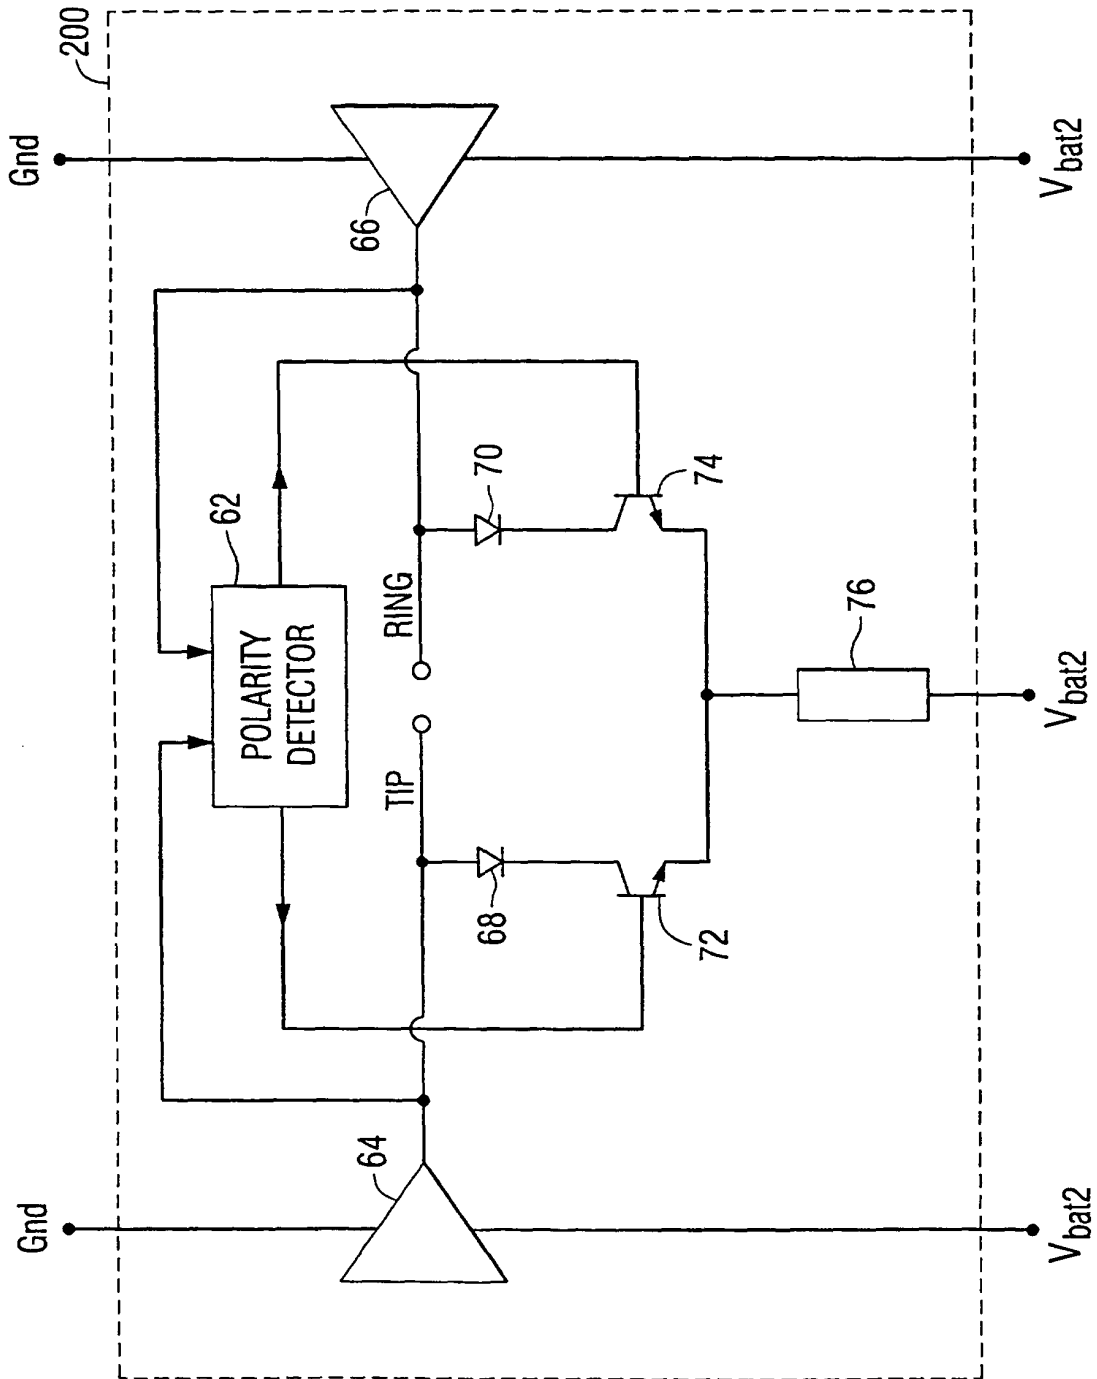 200
Gnd
Gnd
64
66
62
POLARITY
DETECTOR
TIP
RING
68
70
72
74
76
Vbat2
Vbat2
Vbat2